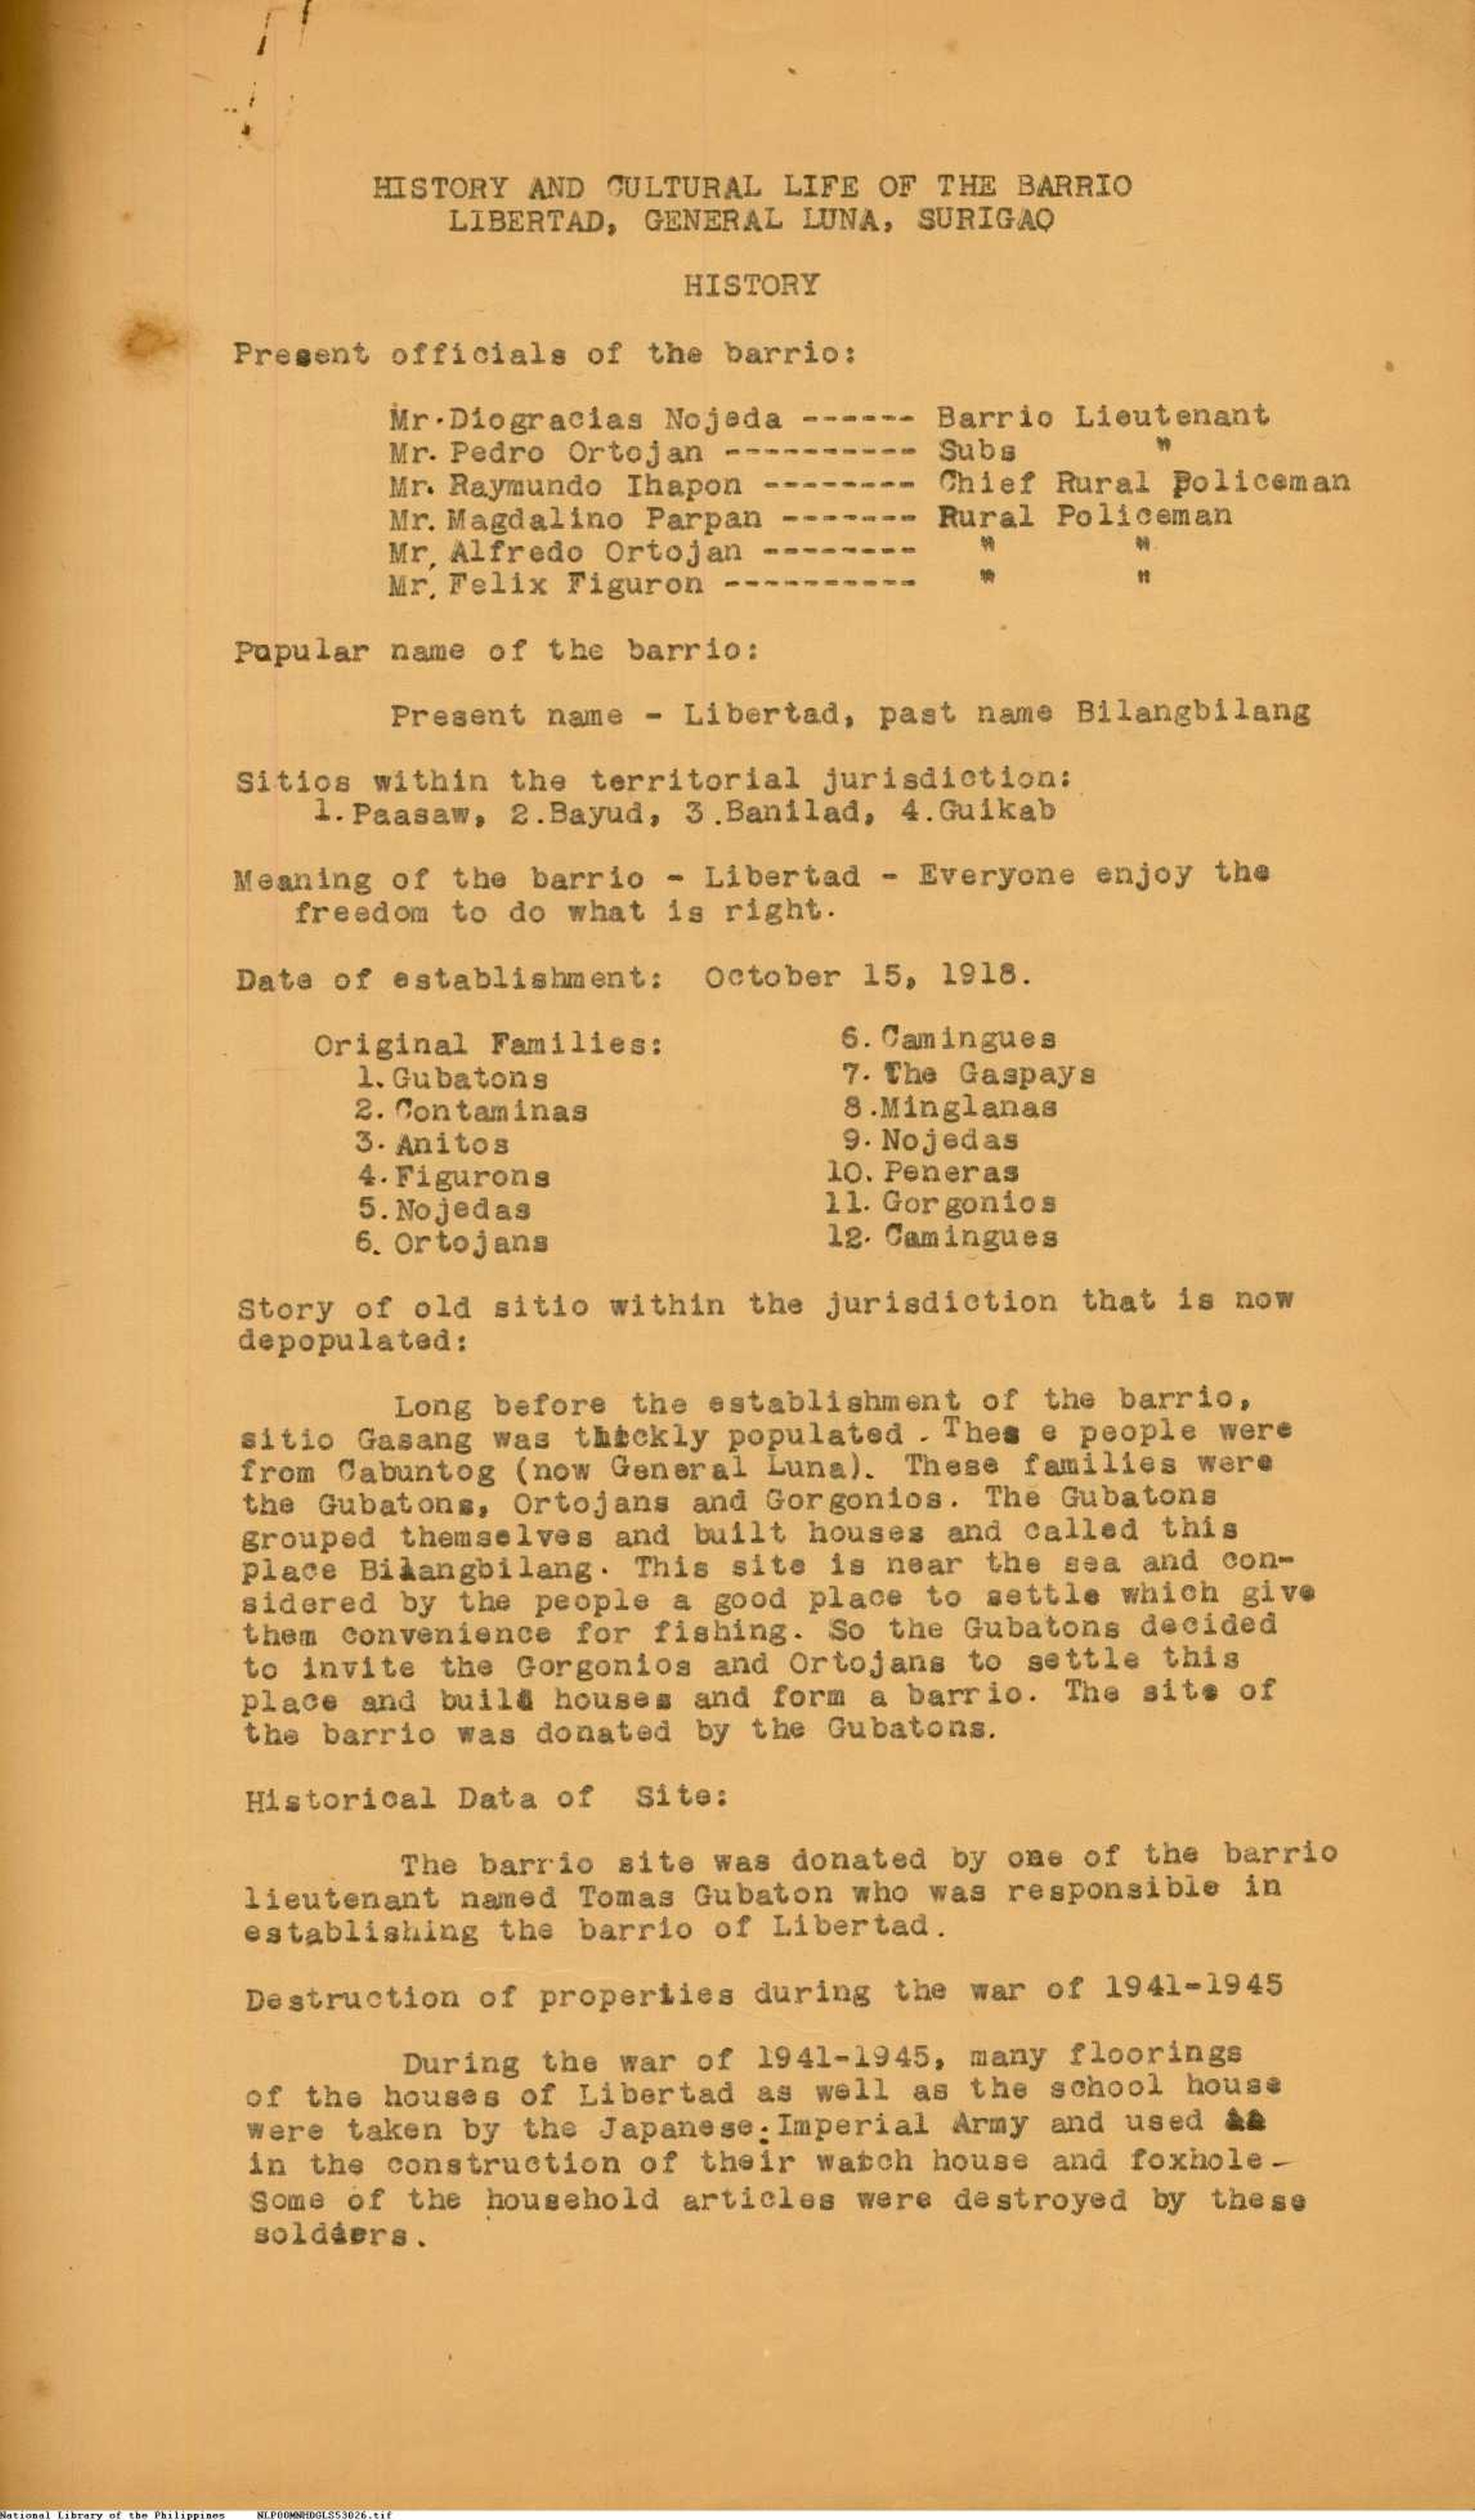 HISTORY AND CULTURAL LIFE OF THE BARRIO
LIBERTAD, GENERAL LUNA, SURIGAO
HISTORY
Present officials of the barrio:
Mr. Diogracias Nojeda ------ Barrio Lieutenant
Mr. Pedro Ortojan ---------- Subs "
Mr. Raymundo Ihapon -------- Chief Rural Policeman
Mr. Magdalino Parpan ------- Rural Policeman
Mr. Alfredo Ortojan -------- " "
Mr. Felix Figuron ---------- " "
Pupular name of the barrio:
Present name - Libertad, past name Bilangbilang
Sitios within the territorial jurisdiction:
1. Paasaw, 2.Bayud, 3.Banilad, 4.Guikab
Meaning of the barrio - Libertad - Everyone enjoy the
freedom to do what is right.
Date of establishment: October 15, 1918.
Original Families:
1. Gubatons
2. Contaminas
3. Anitos
4. Figurons
5. Nojedas
6. Ortojans
6. Camingues
7. The Gaspays
8.Minglanas
9. Nojedas
10. Peneras
11. Gorgonios
12. Camingues
Story of old sitio within the jurisdiction that is now
depopulated:
Long before the establishment of the barrio,
sitio Gasang was thickly populated. Thes e people were
from Cabuntog (now General Luna). These families were
the Gubatons, Ortojans and Gorgonios. The Gubatons
grouped themselves and built houses and called this
place Bilangbilang. This site is near the sea and con-
sidered by the people a good place to settle which give
them convenience for fishing. So the Gubatons decided
to invite the Gorgonios and Ortojans to settle this
place and build houses and form a barrio. The site of
the barrio was donated by the Gubatons.
Historical Data of Site:
The barrio site was donated by one of the barrio
lieutenant named Tomas Gubaton who was responsible in
establishing the barrio of Libertad.
Destruction of properties during the war of 1941-1945
During the war of 1941-1945, many floorings
of the houses of Libertad as well as the school house
were taken by the Japanese Imperial Army and used
in the construction of their watch house and foxhole-
Some of the household articles were destroyed by these
soldiers.
National Library of the Philippines NLP00MNHDGLS53026.tif